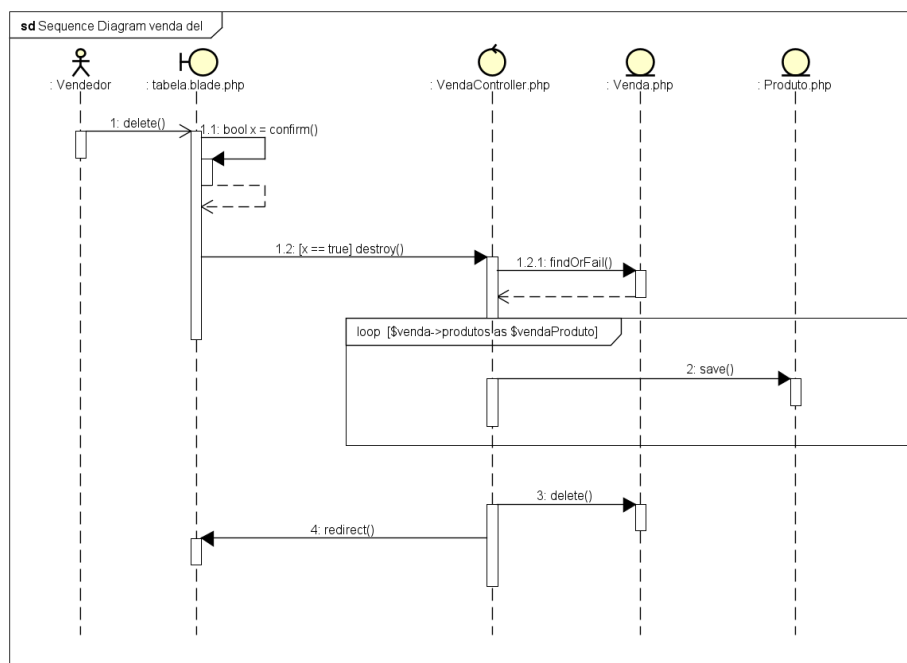 sd Sequence Diagram venda del
: Vendedor
: tabela.blade.php
: VendaController.php
: Venda.php
: Produto.php
1: delete()
1.1: bool x = confirm()
1.2: [x == true] destroy()
1.2.1: findOrFail()
loop [$venda->produtos as $vendaProduto]
2: save()
3: delete()
4: redirect()